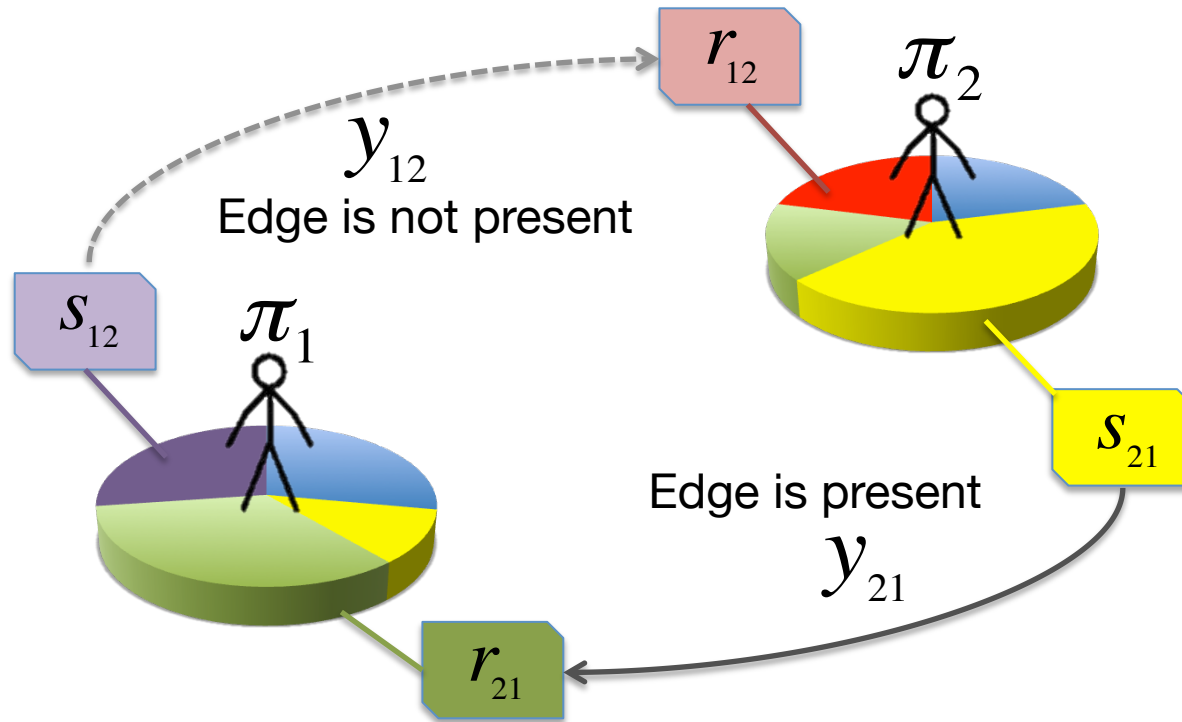 r₁₂
π₂
y₁₂
Edge is not present
s₁₂
π₁
s₂₁
Edge is present
y₂₁
r₂₁